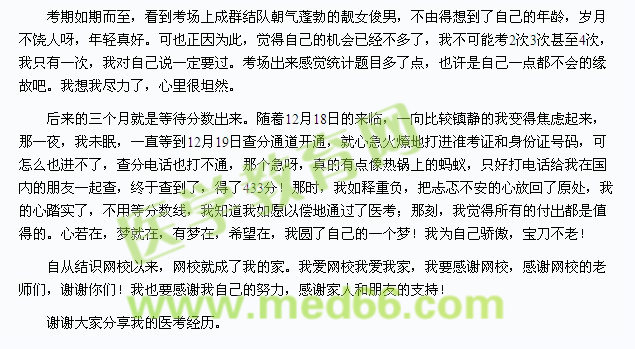 考期如期而至，看到考场上成群结队朝气蓬勃的靓女俊男，不由得想到了自己的年龄，岁月
不饶人呀，年轻真好。可也正因为此，觉得自己的机会已经不多了，我不可能考2次3次甚至4次，
我只有一次，我对自己说一定要过。考场出来感觉统计题目多了点，也许是自己一点都不会的缘
故吧。我想我尽力了，心里很坦然。
后来的三个月就是等待分数出来。随着12月18日的来临，一向比较镇静的我变得焦虑起来，
那一夜，我未眠，一直等到12月19日查分通道开通，就心急火燎地打进准考证和身份证号码，可
怎么也进不了，查分电话也打不通，那个急呀，真的有点像热锅上的蚂蚁，只好打电话给我在国
内的朋友一起查，终于查到了，得了433分！那时，我如释重负，把忐忑不安的心放回了原处，我
的心踏实了，不用等分数线，我知道我如愿以偿地通过了医考；那刻，我觉得所有的付出都是值
得的。心若在，梦就在，有梦在，希望在，我圆了自己的一个梦！我为自己骄傲，宝刀不老！
自从结识网校以来，网校就成了我的家。我爱网校我爱我家，我要感谢网校，感谢网校的老
师们，谢谢你们！我也要感谢我自己的努力，感谢家人和朋友的支持！
谢谢大家分享我的医考经历。
医学教育网
www.med66.com